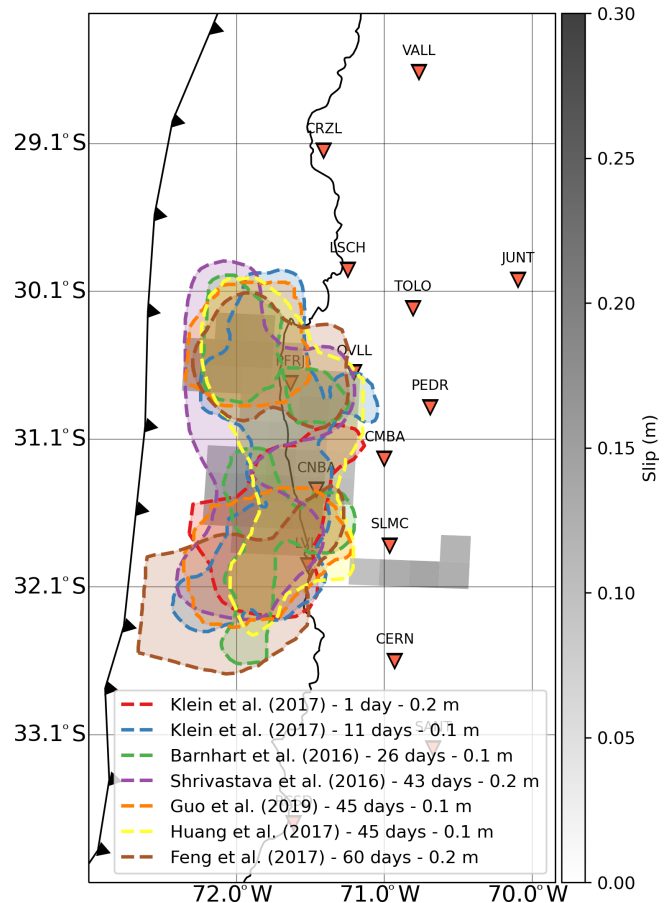 0.30
VALL
CRZL
29.1°S
0.25
LSCH
JUNT
30.1°S
TOLO
0.20
OVLL
PFRJ
PEDR
31.1°S
CMBA
0.15
Slip (m)
CNBA
SLMC
32.1°S
0.10
CERN
Klein et al. (2017) - 1 day - 0.2 m
Klein et al. (2017) - 11 days - 0.1 m
33.1°S
Barnhart et al. (2016) - 26 days - 0.1 m
0.05
Shrivastava et al. (2016) - 43 days - 0.2 m
Guo et al. (2019) - 45 days - 0.1 m
Huang et al. (2017) - 45 days - 0.1 m
Feng et al. (2017) - 60 days - 0.2 m
0.00
72.0°W 71.0°W 70.0°W